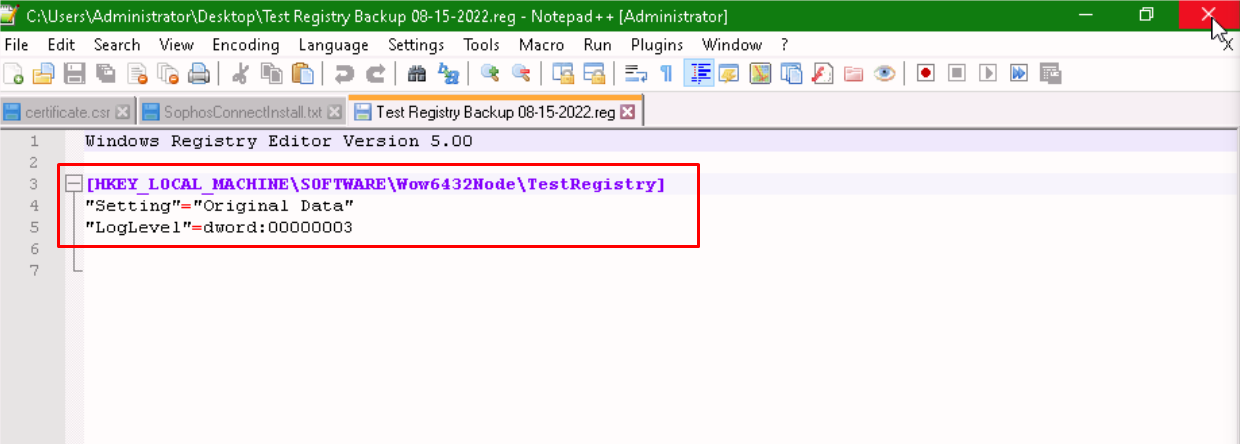 C:\Users\Administrator\Desktop\Test Registry Backup 08-15-2022.reg - Notepad++ [Administrator]
File Edit Search View Encoding Language Settings Tools Macro Run Plugins Window ?
certificate.csr SophosConnectInstall.txt Test Registry Backup 08-15-2022.reg
1 Windows Registry Editor Version 5.00
2
3 [HKEY_LOCAL_MACHINE\SOFTWARE\Wow6432Node\TestRegistry]
4 "Setting"="Original Data"
5 "LogLevel"=dword:00000003
6
7